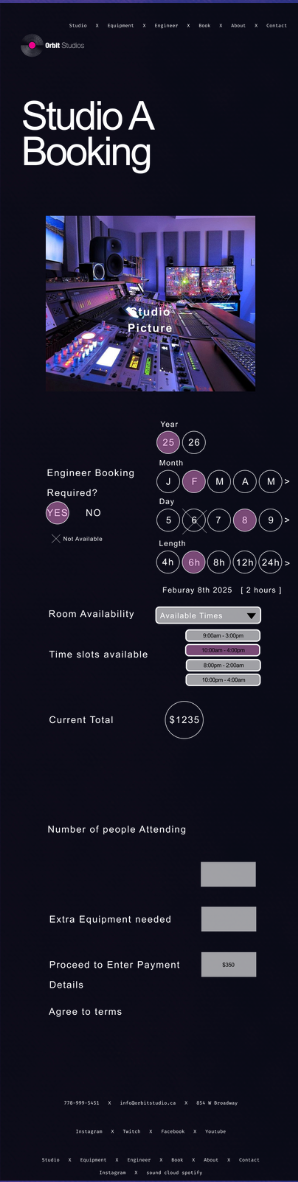 Studio X Equipment X Engineer X Book X About X Contact
Orbit Studios
Studio A
Booking
Studio
Picture
Year
25 26
Month
J F M A M >
Engineer Booking
Required?
Day
5 6 7 8 9 >
YES NO
Not Available
Length
4h 6h 8h 12h 24h >
Feburay 8th 2025 [ 2 hours ]
Room Availability
Available Times
Time slots available
9:00am - 3:00pm
10:00am - 4:00pm
8:00pm - 2:00am
10:00pm - 4:00am
Current Total
$1235
Number of people Attending
Extra Equipment needed
Proceed to Enter Payment
Details
$350
Agree to terms
778-999-5451 X info@orbitstudio.ca X 854 W Broadway
Instagram X Twitch X Facebook X Youtube
Studio X Equipment X Engineer X Book X About X Contact
Instagram X sound cloud spotify